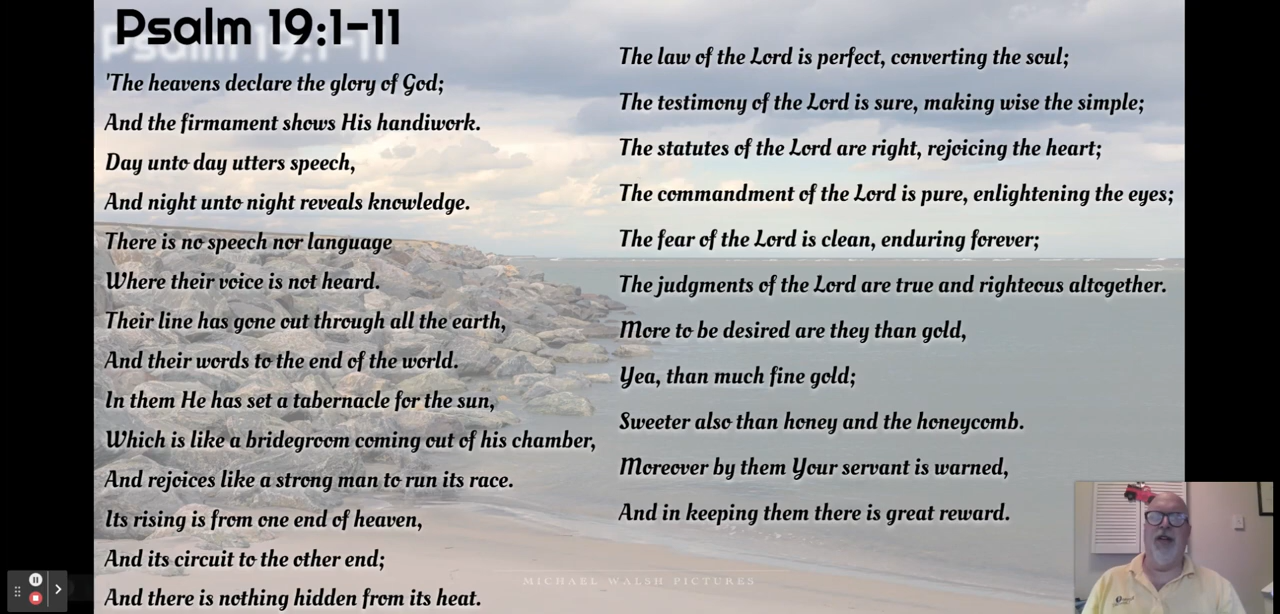 Psalm 19:1-11
'The heavens declare the glory of God;
And the firmament shows His handiwork.
Day unto day utters speech,
And night unto night reveals knowledge.
There is no speech nor language
Where their voice is not heard.
Their line has gone out through all the earth,
And their words to the end of the world.
In them He has set a tabernacle for the sun,
Which is like a bridegroom coming out of his chamber,
And rejoices like a strong man to run its race.
Its rising is from one end of heaven,
And its circuit to the other end;
And there is nothing hidden from its heat.
The law of the Lord is perfect, converting the soul;
The testimony of the Lord is sure, making wise the simple;
The statutes of the Lord are right, rejoicing the heart;
The commandment of the Lord is pure, enlightening the eyes;
The fear of the Lord is clean, enduring forever;
The judgments of the Lord are true and righteous altogether.
More to be desired are they than gold,
Yea, than much fine gold;
Sweeter also than honey and the honeycomb.
Moreover by them Your servant is warned,
And in keeping them there is great reward.
MICHAEL WALSH PICTURES